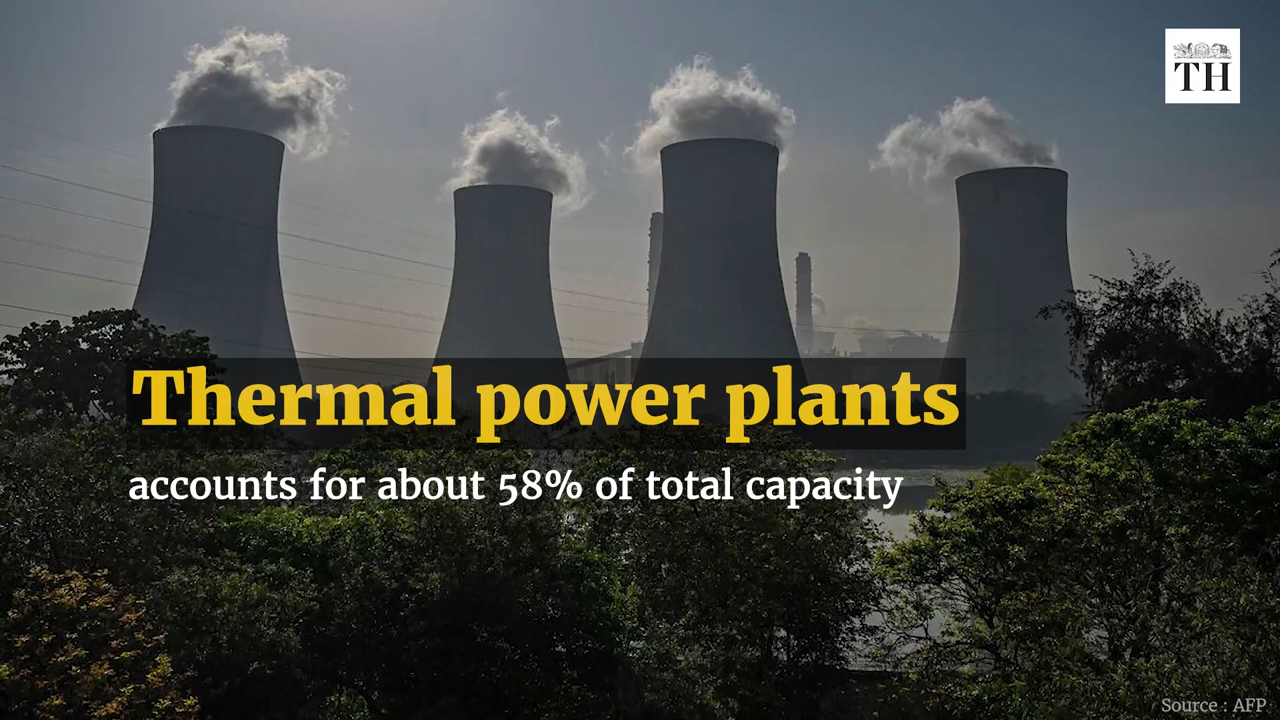 TH
Thermal power plants
accounts for about 58% of total capacity
Source : AFP